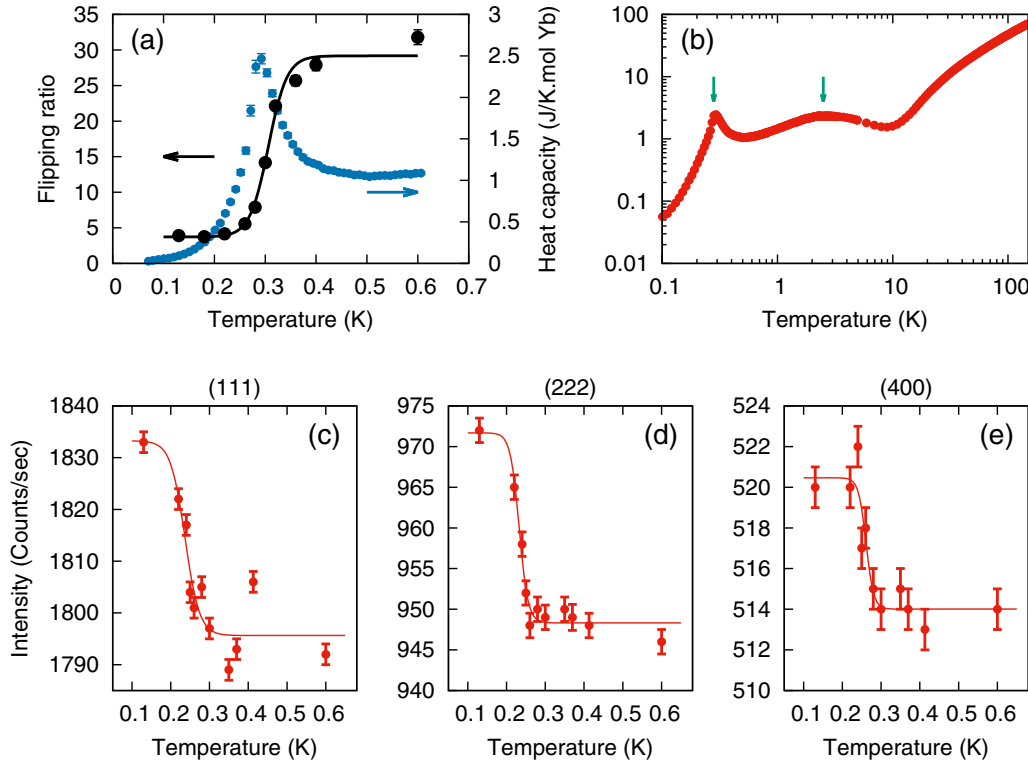 (a)
Flipping ratio
35
30
25
20
15
10
5
0
0 0.1 0.2 0.3 0.4 0.5 0.6 0.7
Temperature (K)
3
2.5
2
1.5
1
0.5
0
Heat capacity (J/K.mol Yb)
(b)
100
10
1
0.1
0.01
0.1 1 10 100
Temperature (K)
(111)
(c)
Intensity (Counts/sec)
1840
1830
1820
1810
1800
1790
0.1 0.2 0.3 0.4 0.5 0.6
Temperature (K)
(222)
(d)
975
970
965
960
955
950
945
940
0.1 0.2 0.3 0.4 0.5 0.6
Temperature (K)
(400)
(e)
524
522
520
518
516
514
512
510
0.1 0.2 0.3 0.4 0.5 0.6
Temperature (K)